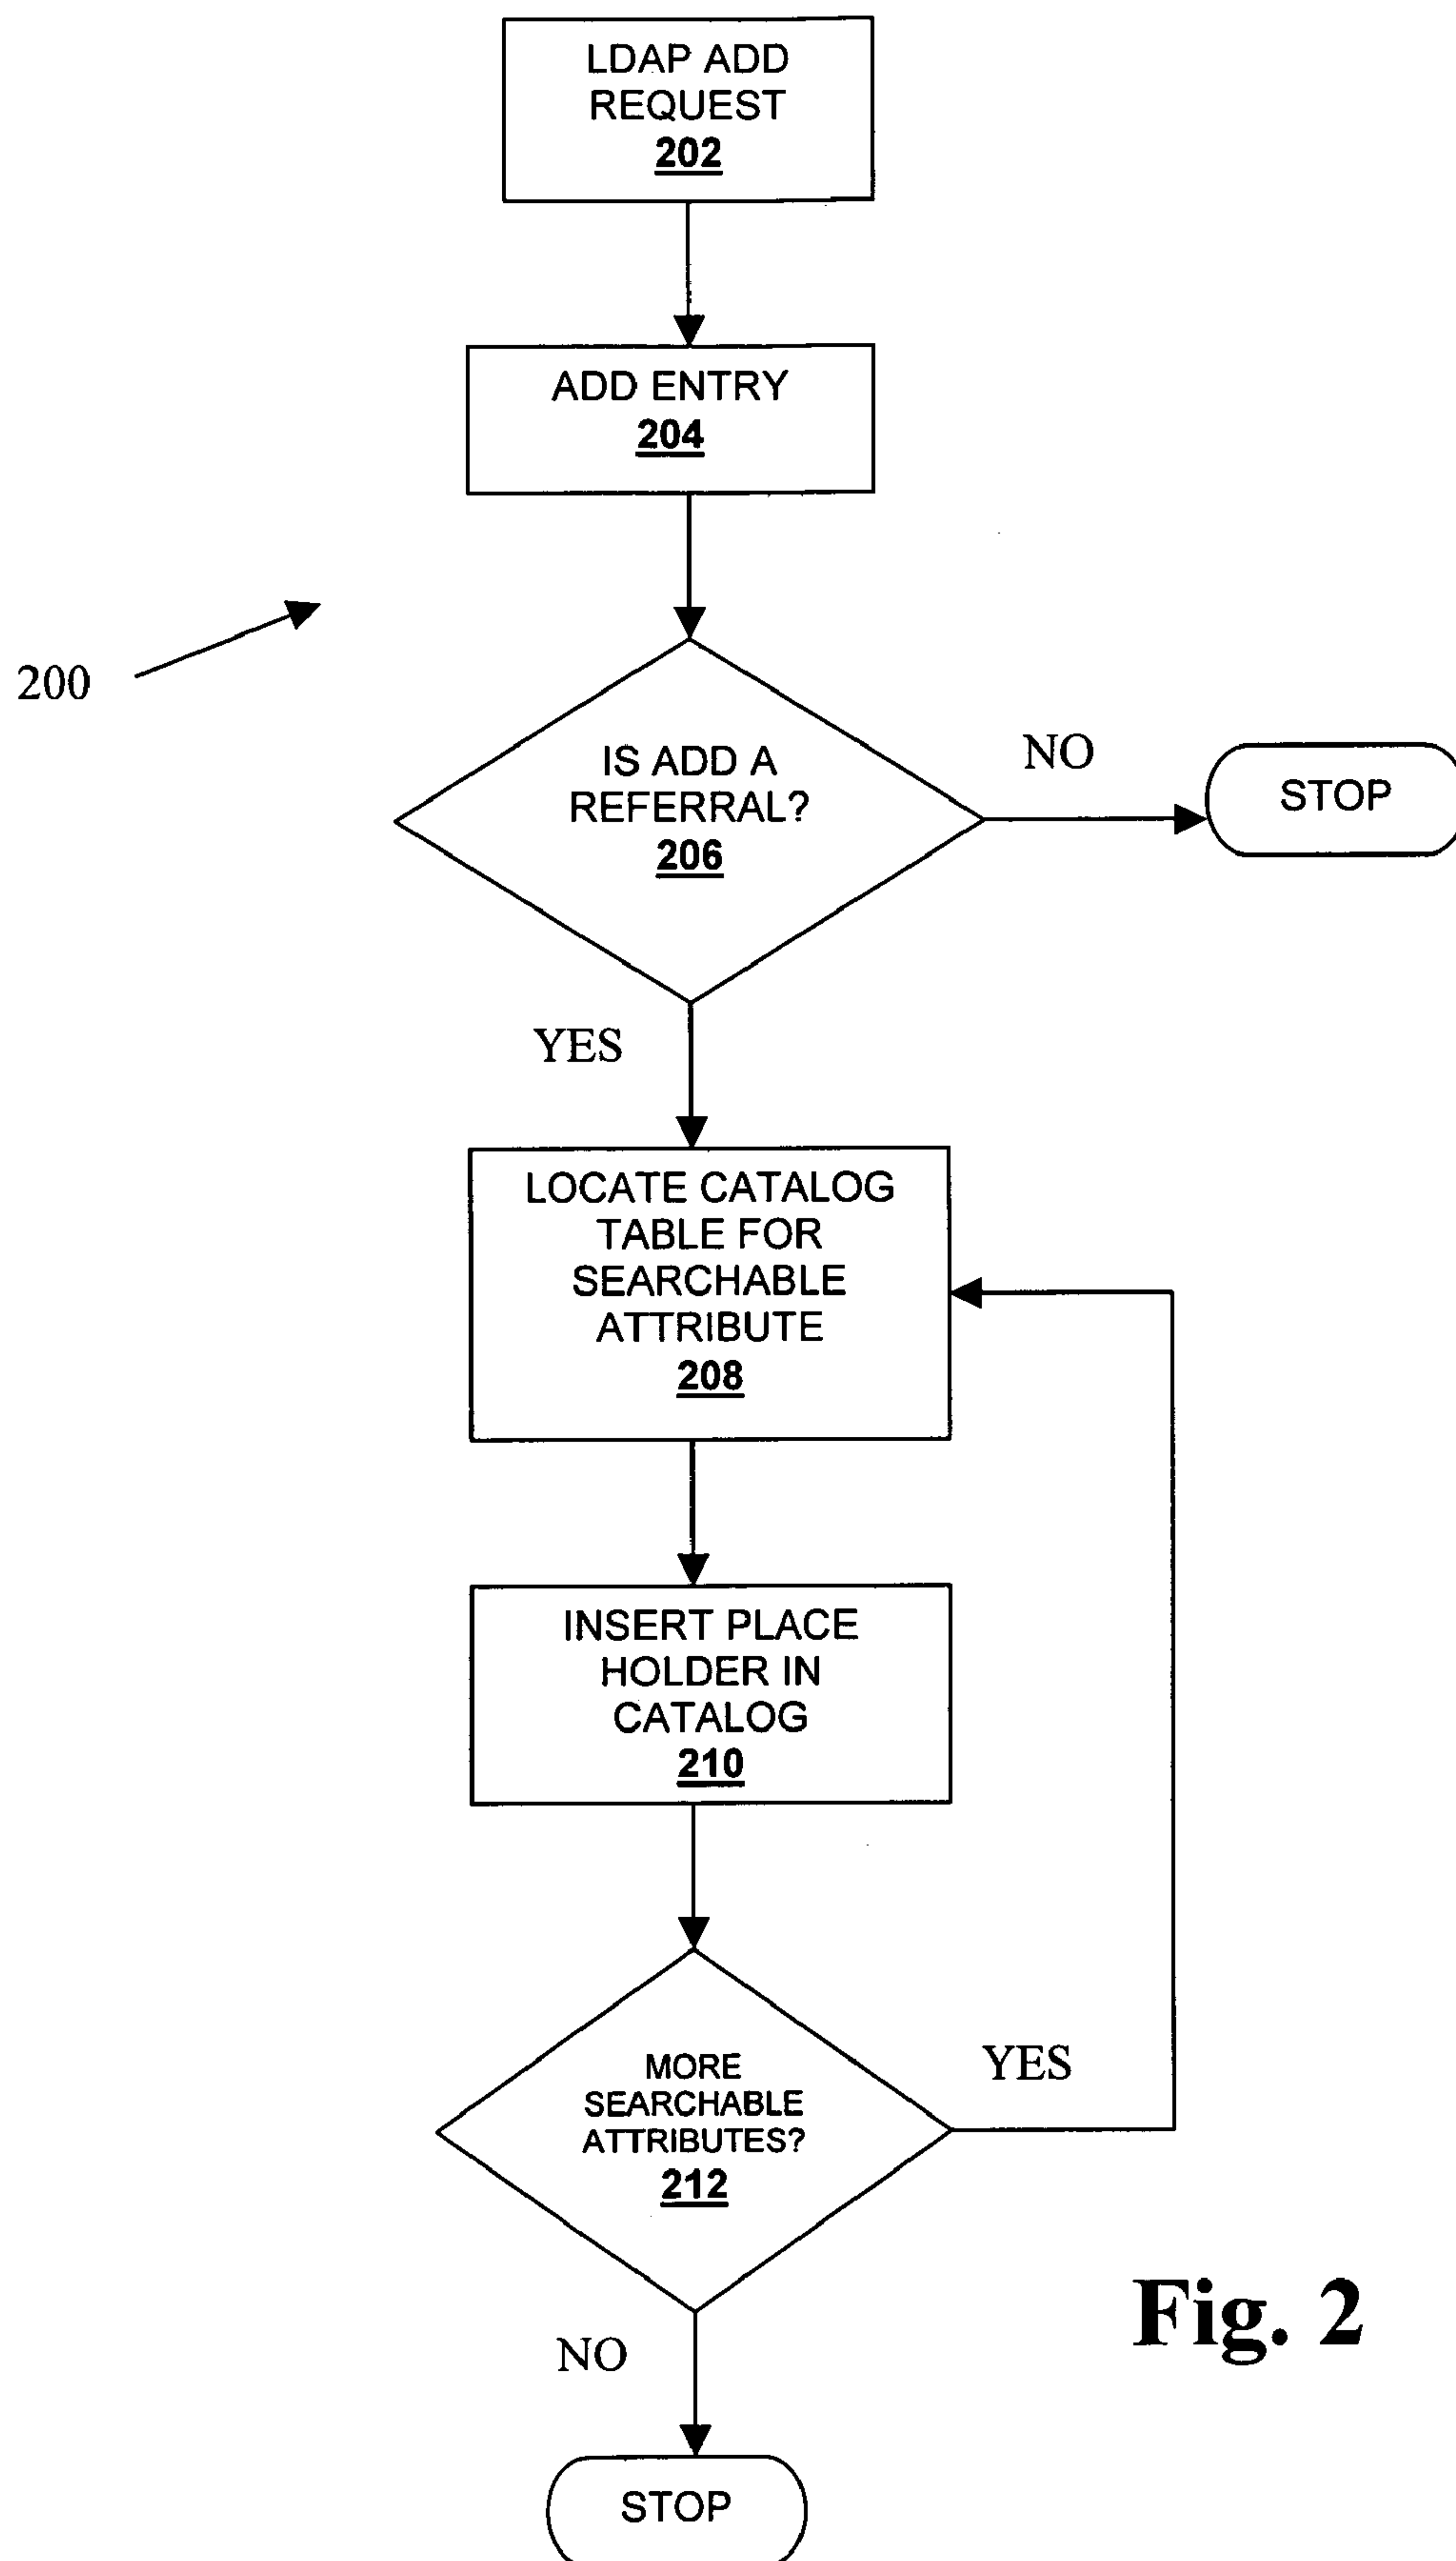 LDAP ADD
REQUEST
202
ADD ENTRY
204
200
IS ADD A
REFERRAL?
206
NO
STOP
YES
LOCATE CATALOG
TABLE FOR
SEARCHABLE
ATTRIBUTE
208
INSERT PLACE
HOLDER IN
CATALOG
210
MORE
SEARCHABLE
ATTRIBUTES?
212
YES
NO
STOP
Fig. 2